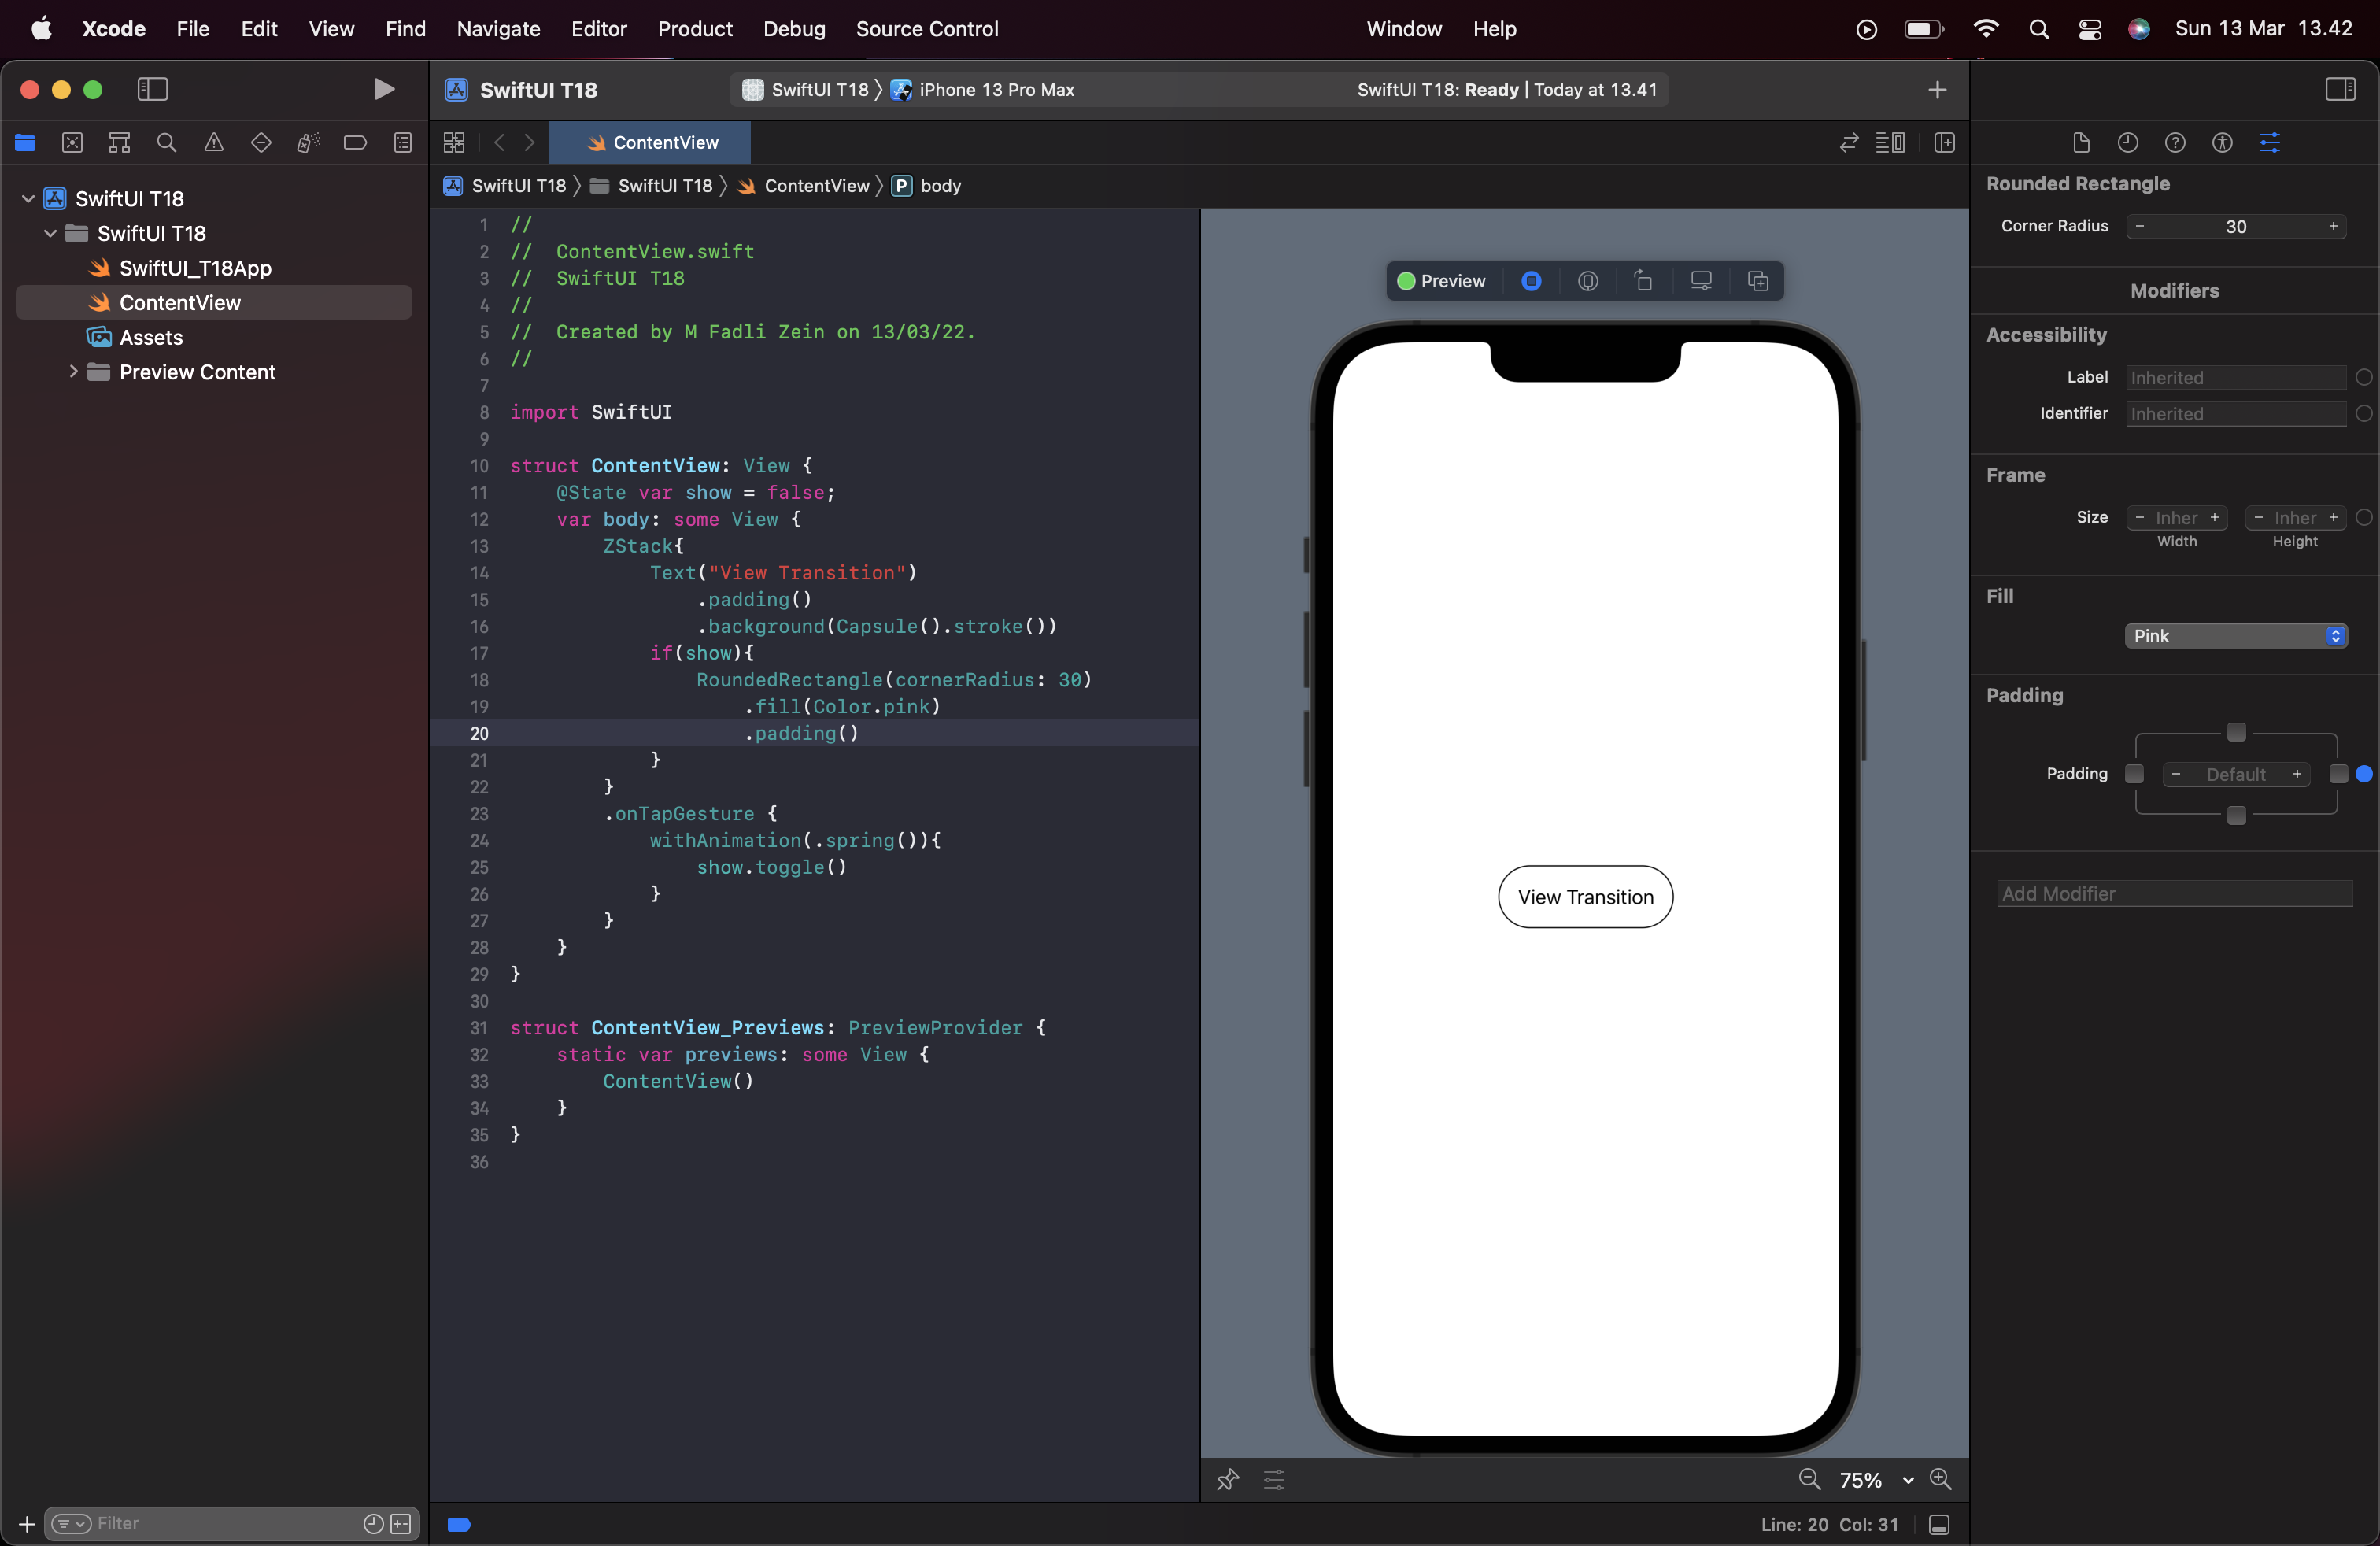 Xcode File Edit View Find Navigate Editor Product Debug Source Control Window Help Sun 13 Mar 13.42
SwiftUI T18 SwiftUI T18 iPhone 13 Pro Max SwiftUI T18: Ready | Today at 13.41
ContentView
SwiftUI T18 SwiftUI T18 ContentView P body
SwiftUI T18
SwiftUI T18
SwiftUI_T18App
ContentView
Assets
Preview Content
Filter
1 //
2 //  ContentView.swift
3 //  SwiftUI T18
4 //
5 //  Created by M Fadli Zein on 13/03/22.
6 //
7
8 import SwiftUI
9
10 struct ContentView: View {
11     @State var show = false;
12     var body: some View {
13         ZStack{
14             Text("View Transition")
15                 .padding()
16                 .background(Capsule().stroke())
17             if(show){
18                 RoundedRectangle(cornerRadius: 30)
19                     .fill(Color.pink)
20                     .padding()
21             }
22         }
23         .onTapGesture {
24             withAnimation(.spring()){
25                 show.toggle()
26             }
27         }
28     }
29 }
30
31 struct ContentView_Previews: PreviewProvider {
32     static var previews: some View {
33         ContentView()
34     }
35 }
36
Preview
View Transition
75%
Line: 20 Col: 31
Rounded Rectangle
Corner Radius - 30 +
Modifiers
Accessibility
Label Inherited
Identifier Inherited
Frame
Size - Inher + - Inher +
Width Height
Fill
Pink
Padding
Padding - Default +
Add Modifier